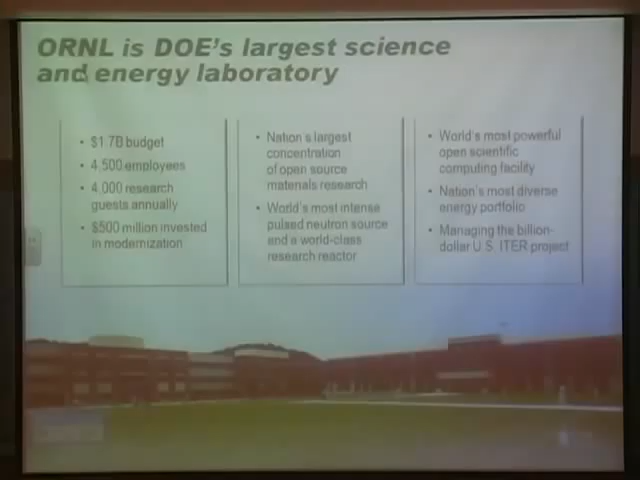 ORNL is DOE's largest science
and energy laboratory
• $1.7B budget
• 4,500 employees
• 4,000 research
guests annually
• $500 million invested
in modernization
• Nation's largest
concentration
of open source
materials research
• World's most intense
pulsed neutron source
and a world-class
research reactor
• World's most powerful
open scientific
computing facility
• Nation's most diverse
energy portfolio
• Managing the billion-
dollar U.S. ITER project